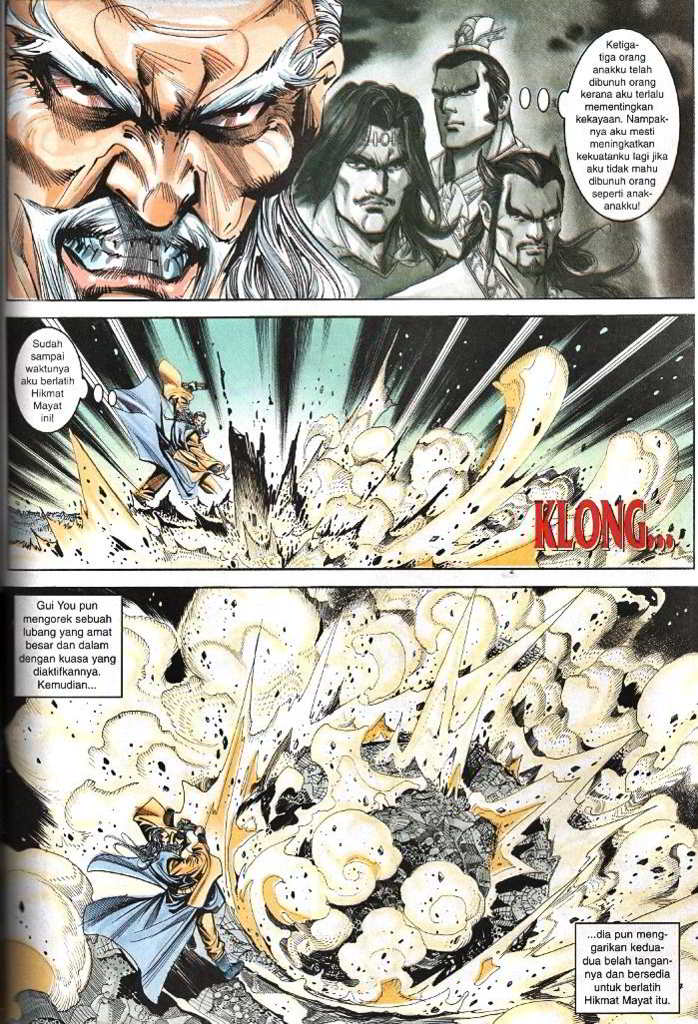 Ketiga-
tiga orang
anakku telah
dibunuh orang
kerana aku terlalu
mementingkan
kekayaan. Nampak-
nya aku mesti
meningkatkan
kekuatanku lagi jika
aku tidak mahu
dibunuh orang
seperti anak-
anakku!
Sudah
sampai
waktunya
aku berlatih
Hikmat
Mayat
ini!
KLONG...
Gui You pun
mengorek sebuah
lubang yang amat
besar dan dalam
dengan kuasa yang
diaktifkannya.
Kemudian...
...dia pun meng-
garikan kedua-
dua belah tangan-
nya dan bersedia
untuk berlatih
Hikmat Mayat itu.